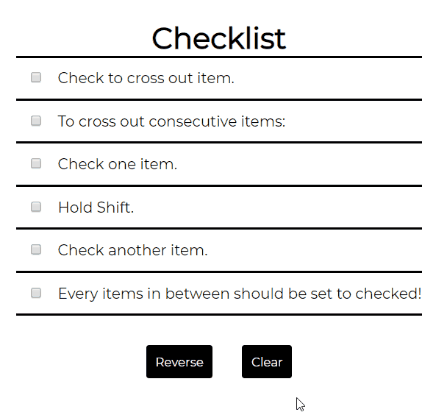 Checklist
Check to cross out item.
To cross out consecutive items:
Check one item.
Hold Shift.
Check another item.
Every items in between should be set to checked!
Reverse Clear